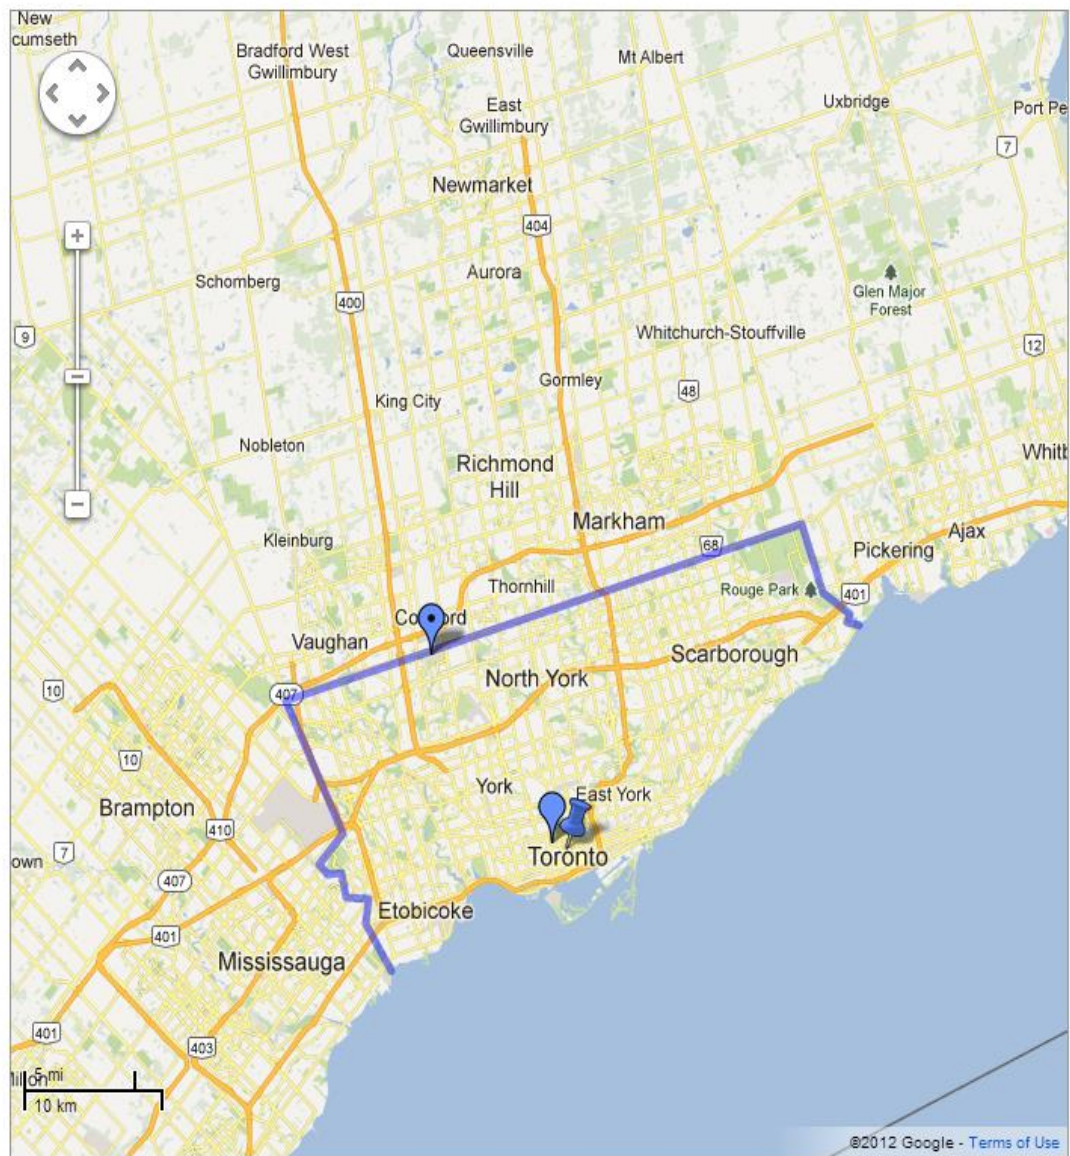 New
cumseth
Bradford West
Gwillimbury
Queensville
Mt Albert
East
Gwillimbury
Uxbridge
Port Pe
7
Newmarket
404
Schomberg
Aurora
400
Glen Major
Forest
9
Whitchurch-Stouffville
12
Gormley
48
King City
Nobleton
Richmond
Hill
Whitb
Markham
Kleinburg
68
Ajax
Pickering
Thornhill
Rouge Park
401
Vaughan
Scarborough
North York
10
407
10
York
East York
Brampton
410
own
7
Toronto
407
Etobicoke
401
Mississauga
401
403
5 mi
10 km
©2012 Google - Terms of Use